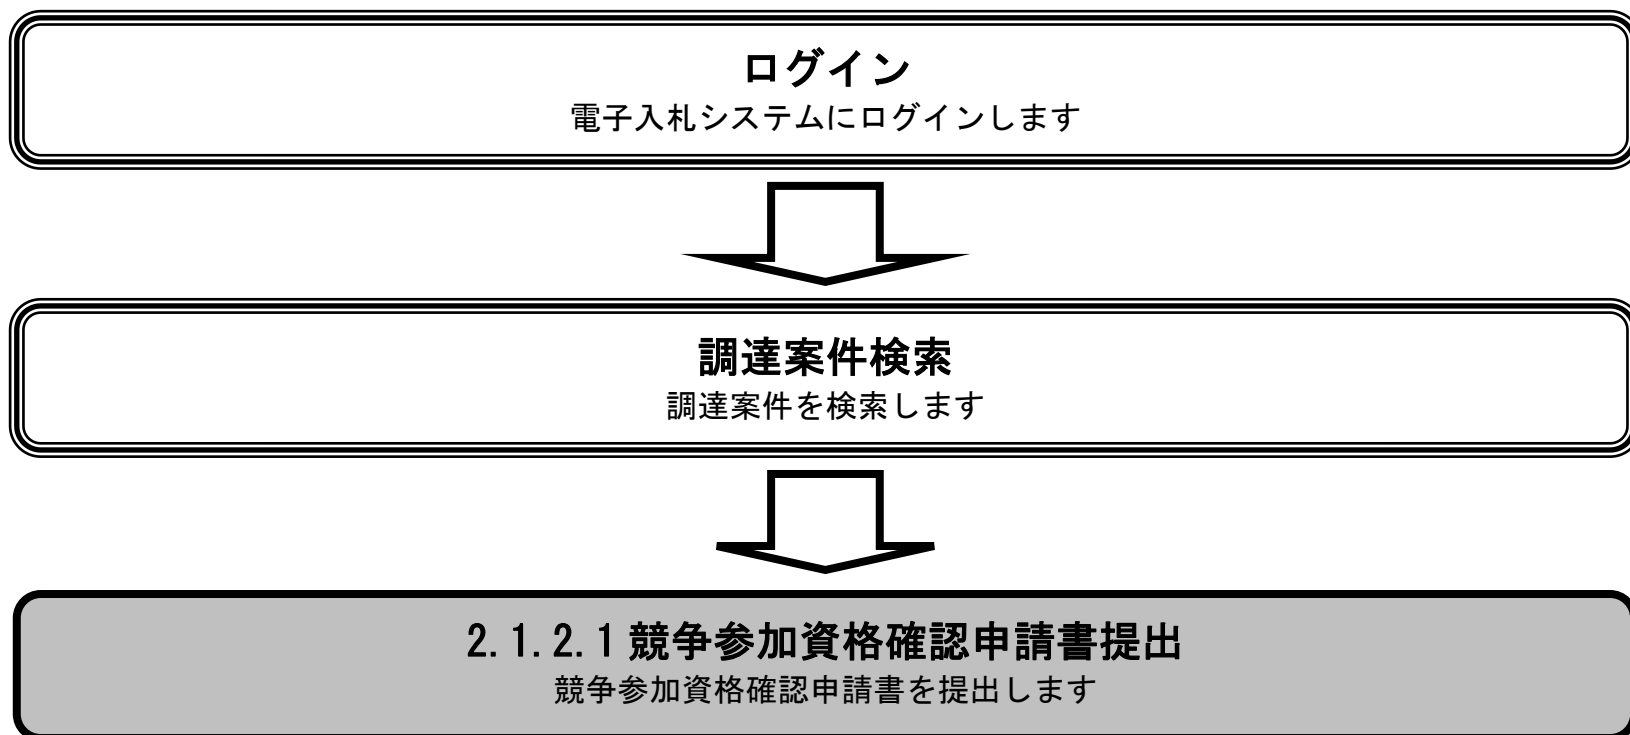 ログイン
電子入札システムにログインします
調達案件検索
調達案件を検索します
2.1.2.1競争参加資格確認申請書提出
競争参加資格確認申請書を提出します